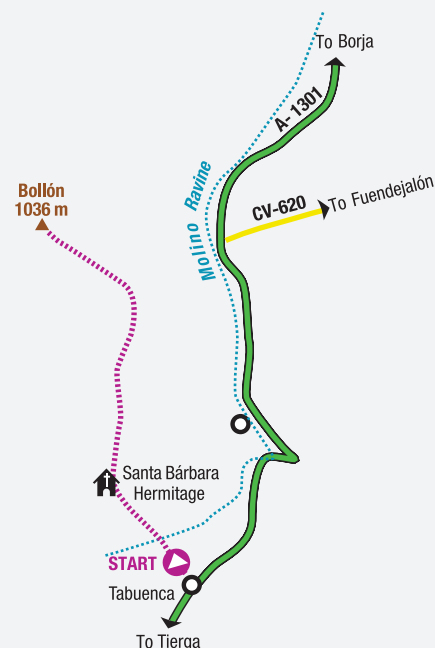 To Borja
A-1301
Molino Ravine
Bollón
1036 m
CV-620
To Fuendejalón
Santa Bárbara
Hermitage
START
Tabuenca
To Tierga